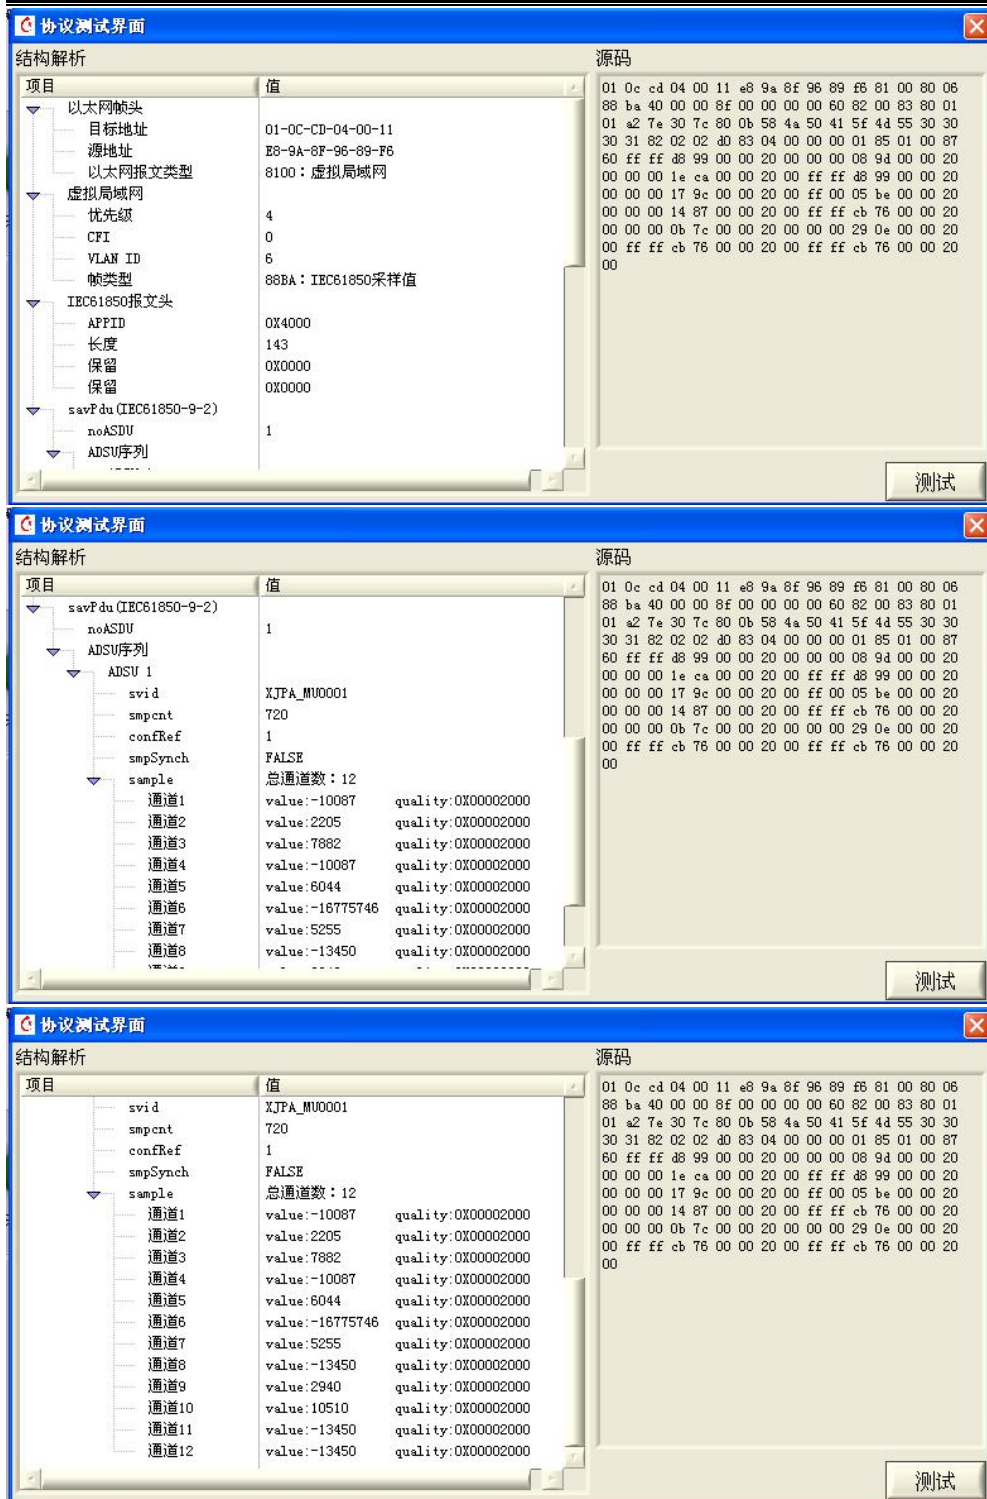 协议测试界面
结构解析
源码
项目 值
以太网帧头
目标地址 01-0C-CD-04-00-11
源地址 E8-9A-8F-96-89-F6
以太网报文类型 8100：虚拟局域网
虚拟局域网
优先级 4
CFI 0
VLAN ID 6
帧类型 88BA：IEC61850采样值
IEC61850报文头
APPID 0X4000
长度 143
保留 0X0000
保留 0X0000
savPdu(IEC61850-9-2)
noASDU 1
ADSU序列
01 0c cd 04 00 11 e8 9a 8f 96 89 f6 81 00 80 06
88 ba 40 00 00 8f 00 00 00 00 60 82 00 83 80 01
01 a2 7e 30 7c 80 0b 58 4a 50 41 5f 4d 55 30 30
30 31 82 02 02 d0 83 04 00 00 00 01 85 01 00 87
60 ff ff d8 99 00 00 20 00 00 00 08 9d 00 00 20
00 00 00 1e ca 00 00 20 00 ff ff d8 99 00 00 20
00 00 00 17 9c 00 00 20 00 ff 00 05 be 00 00 20
00 00 00 14 87 00 00 20 00 ff ff cb 76 00 00 20
00 00 00 0b 7c 00 00 20 00 00 00 29 0e 00 00 20
00 ff ff cb 76 00 00 20 00 ff ff cb 76 00 00 20
00
测试
协议测试界面
结构解析
源码
项目 值
savPdu(IEC61850-9-2)
noASDU 1
ADSU序列
ADSU 1
svid XJPA_MU0001
smpcnt 720
confRef 1
smpSynch FALSE
sample 总通道数：12
通道1 value:-10087 quality:0X00002000
通道2 value:2205 quality:0X00002000
通道3 value:7882 quality:0X00002000
通道4 value:-10087 quality:0X00002000
通道5 value:6044 quality:0X00002000
通道6 value:-16775746 quality:0X00002000
通道7 value:5255 quality:0X00002000
通道8 value:-13450 quality:0X00002000
01 0c cd 04 00 11 e8 9a 8f 96 89 f6 81 00 80 06
88 ba 40 00 00 8f 00 00 00 00 60 82 00 83 80 01
01 a2 7e 30 7c 80 0b 58 4a 50 41 5f 4d 55 30 30
30 31 82 02 02 d0 83 04 00 00 00 01 85 01 00 87
60 ff ff d8 99 00 00 20 00 00 00 08 9d 00 00 20
00 00 00 1e ca 00 00 20 00 ff ff d8 99 00 00 20
00 00 00 17 9c 00 00 20 00 ff 00 05 be 00 00 20
00 00 00 14 87 00 00 20 00 ff ff cb 76 00 00 20
00 00 00 0b 7c 00 00 20 00 00 00 29 0e 00 00 20
00 ff ff cb 76 00 00 20 00 ff ff cb 76 00 00 20
00
测试
协议测试界面
结构解析
源码
项目 值
svid XJPA_MU0001
smpcnt 720
confRef 1
smpSynch FALSE
sample 总通道数：12
通道1 value:-10087 quality:0X00002000
通道2 value:2205 quality:0X00002000
通道3 value:7882 quality:0X00002000
通道4 value:-10087 quality:0X00002000
通道5 value:6044 quality:0X00002000
通道6 value:-16775746 quality:0X00002000
通道7 value:5255 quality:0X00002000
通道8 value:-13450 quality:0X00002000
通道9 value:2940 quality:0X00002000
通道10 value:10510 quality:0X00002000
通道11 value:-13450 quality:0X00002000
通道12 value:-13450 quality:0X00002000
01 0c cd 04 00 11 e8 9a 8f 96 89 f6 81 00 80 06
88 ba 40 00 00 8f 00 00 00 00 60 82 00 83 80 01
01 a2 7e 30 7c 80 0b 58 4a 50 41 5f 4d 55 30 30
30 31 82 02 02 d0 83 04 00 00 00 01 85 01 00 87
60 ff ff d8 99 00 00 20 00 00 00 08 9d 00 00 20
00 00 00 1e ca 00 00 20 00 ff ff d8 99 00 00 20
00 00 00 17 9c 00 00 20 00 ff 00 05 be 00 00 20
00 00 00 14 87 00 00 20 00 ff ff cb 76 00 00 20
00 00 00 0b 7c 00 00 20 00 00 00 29 0e 00 00 20
00 ff ff cb 76 00 00 20 00 ff ff cb 76 00 00 20
00
测试